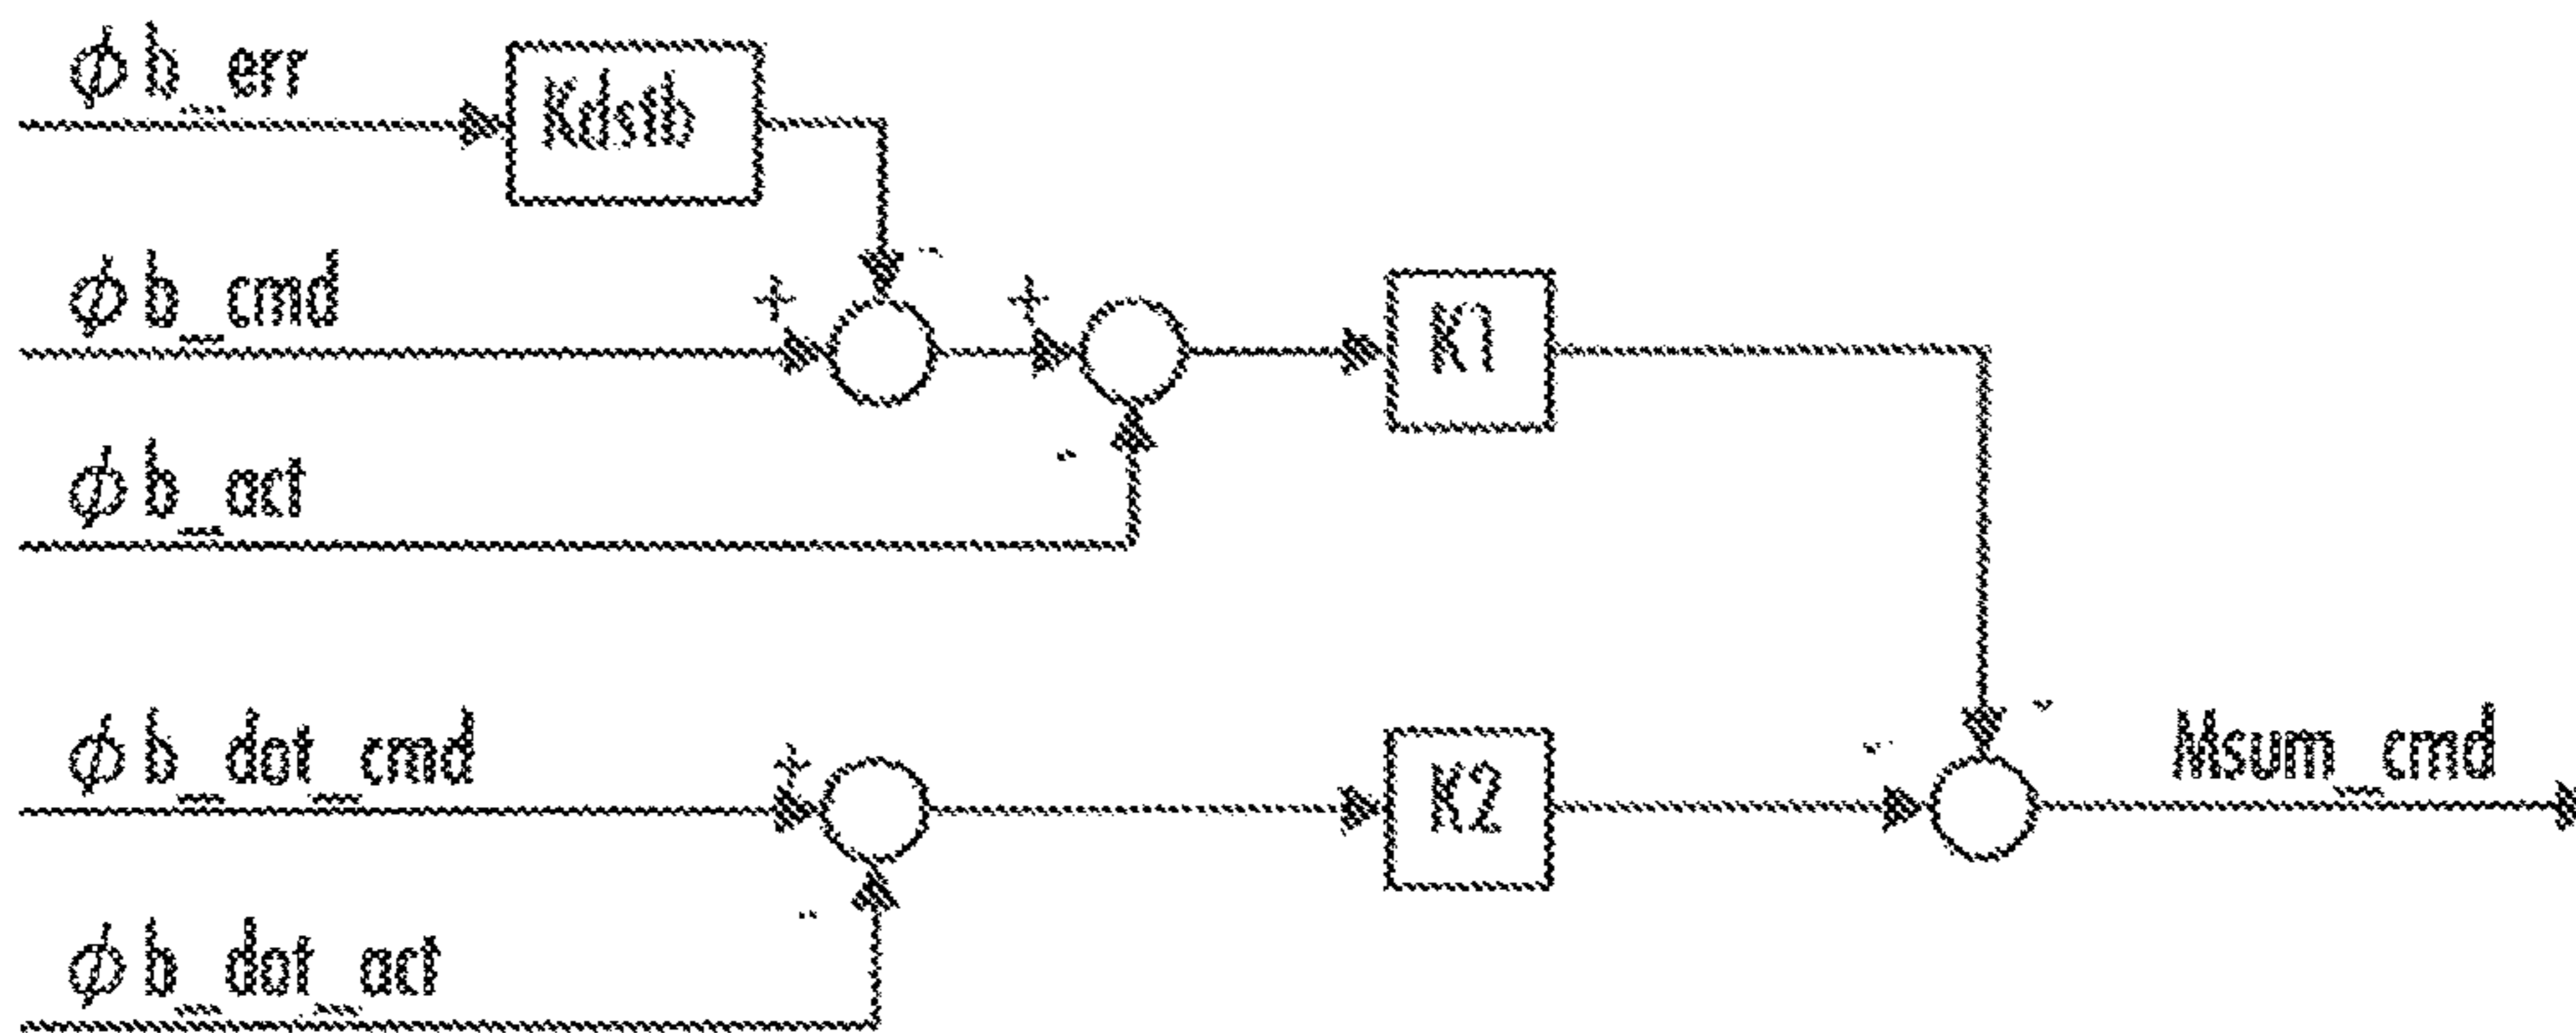 ϕb_err
Kdstb
-
ϕb_cmd
+
+
K1
ϕb_act
-
ϕb_dot_cmd
+
K2
-
-
Msum_cmd
ϕb_dot_act
-